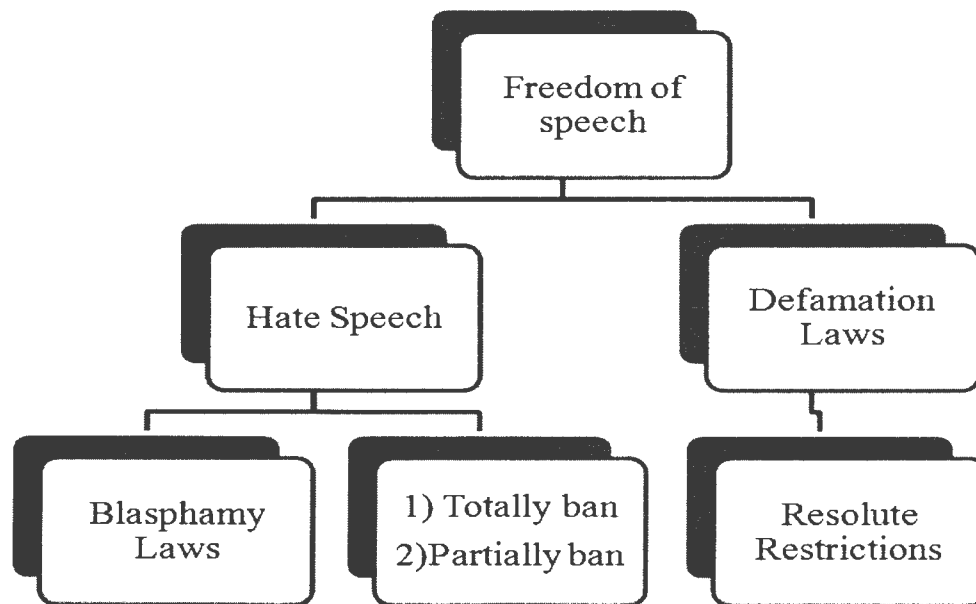 Freedom of
speech
Hate Speech
Defamation
Laws
Blasphamy
Laws
1) Totally ban
2)Partially ban
Resolute
Restrictions